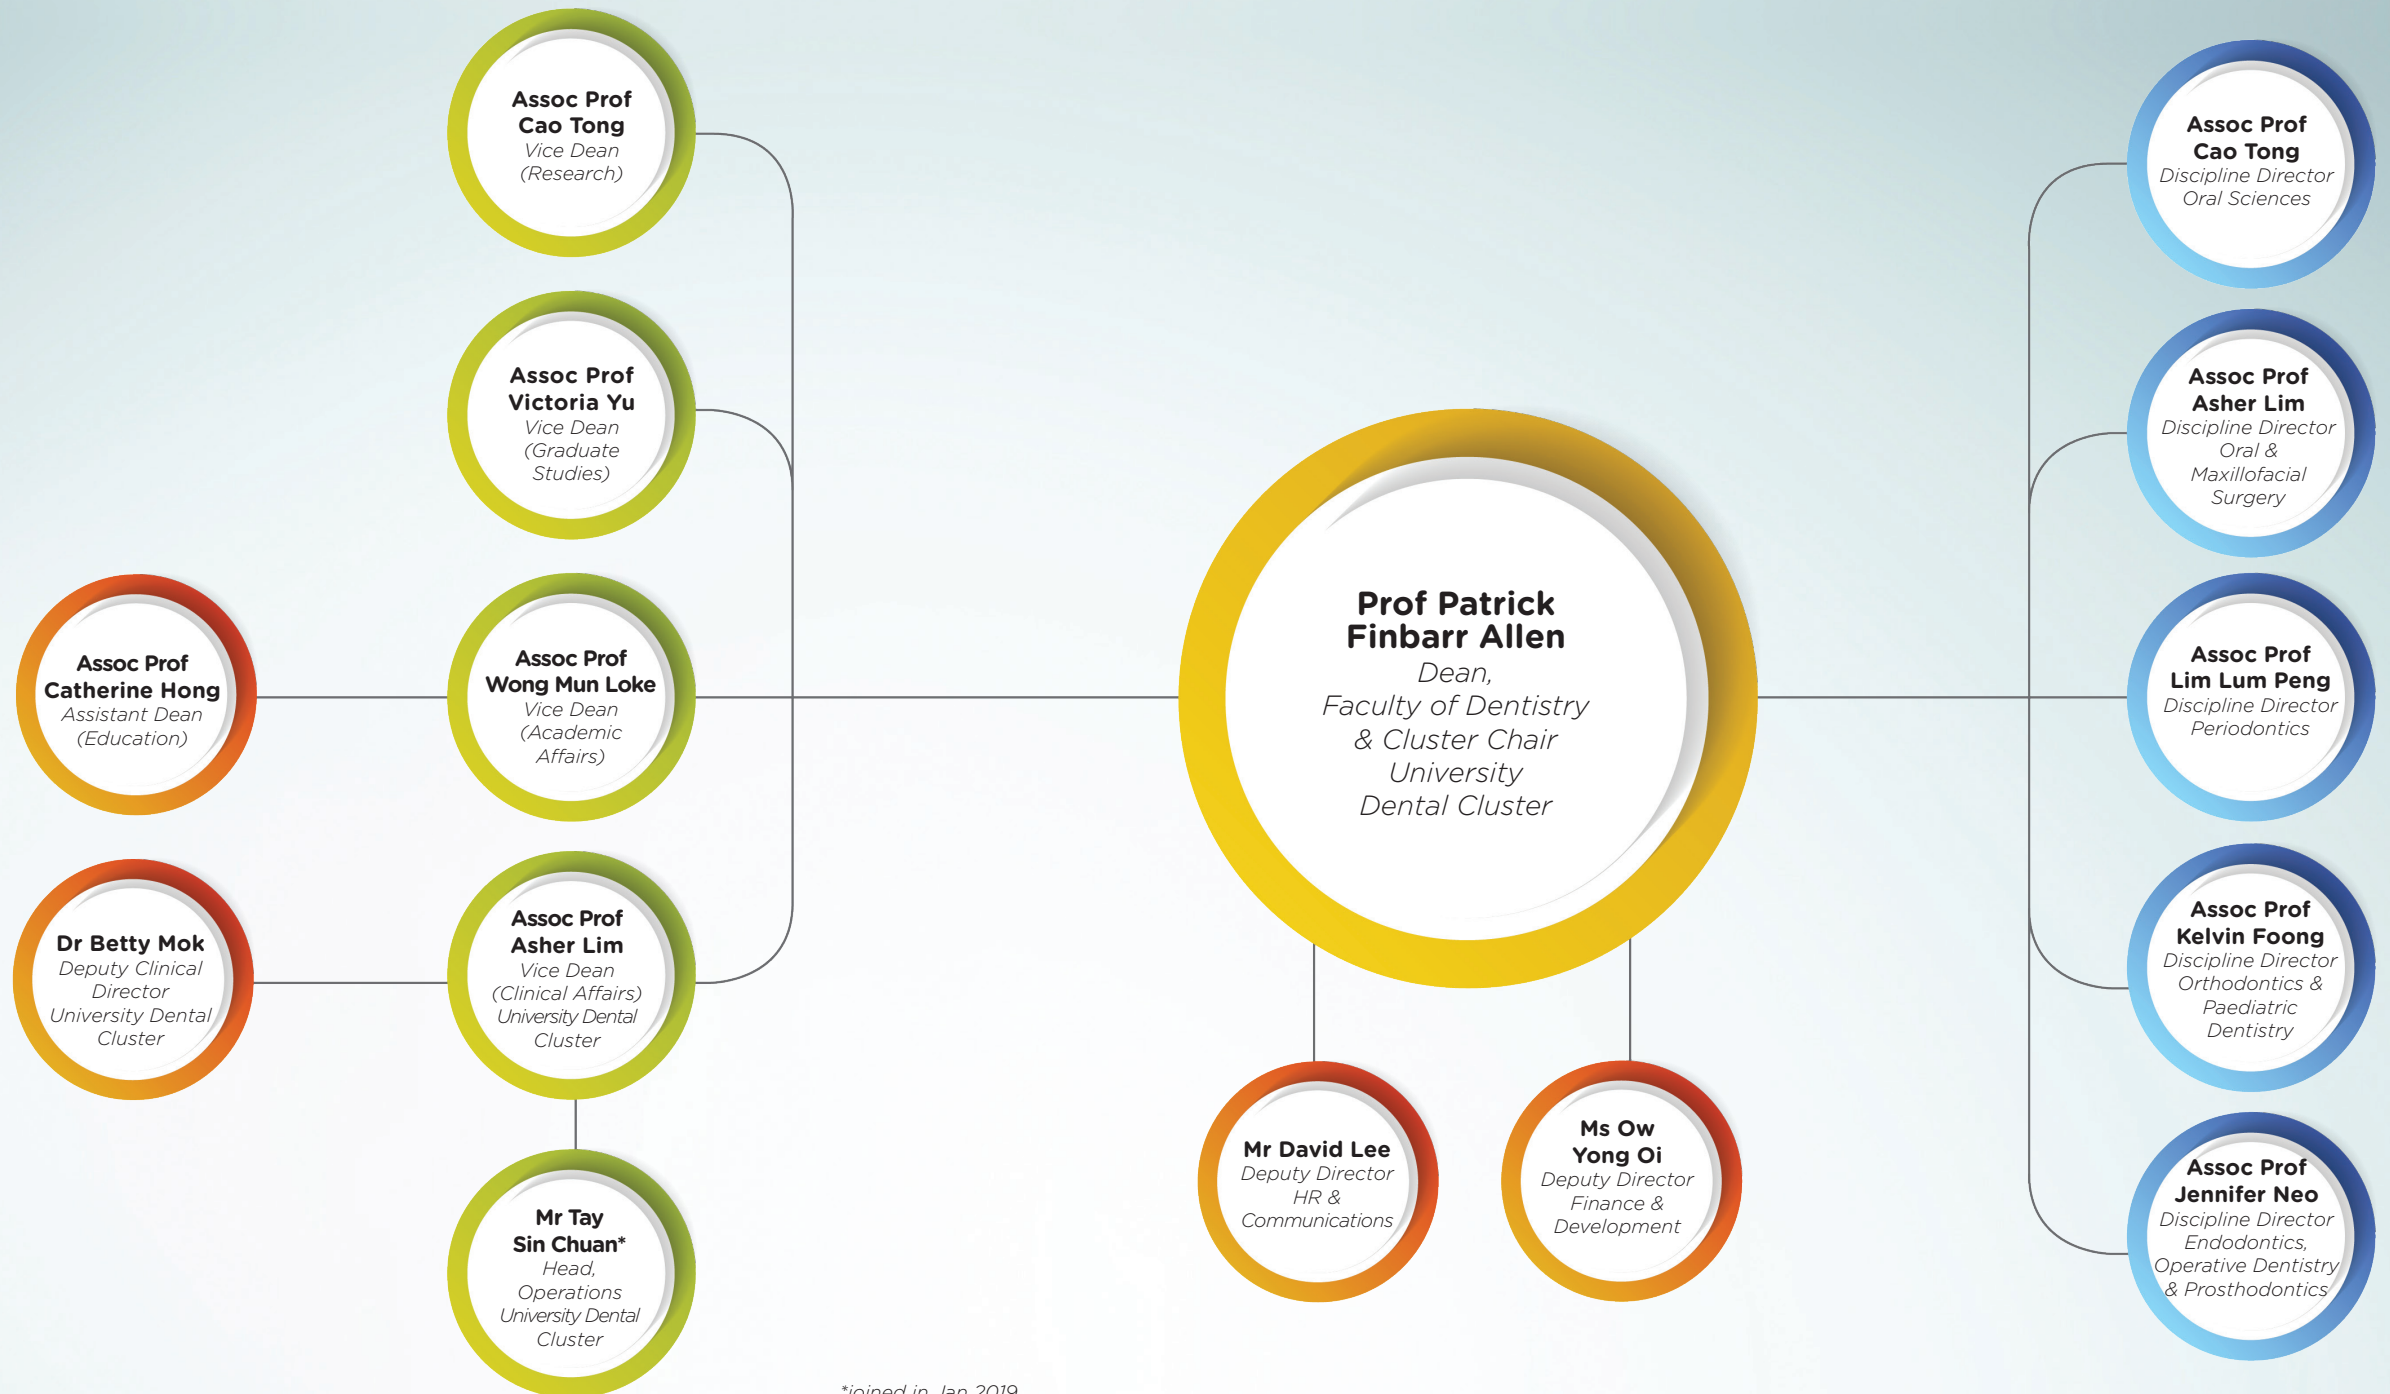 Assoc Prof
Cao Tong
Vice Dean
(Research)
Assoc Prof
Victoria Yu
Vice Dean
(Graduate
Studies)
Assoc Prof
Catherine Hong
Assistant Dean
(Education)
Assoc Prof
Wong Mun Loke
Vice Dean
(Academic
Affairs)
Dr Betty Mok
Deputy Clinical
Director
University Dental
Cluster
Assoc Prof
Asher Lim
Vice Dean
(Clinical Affairs)
University Dental
Cluster
Mr Tay
Sin Chuan*
Head,
Operations
University Dental
Cluster
Prof Patrick
Finbarr Allen
Dean,
Faculty of Dentistry
& Cluster Chair
University
Dental Cluster
Mr David Lee
Deputy Director
HR &
Communications
Ms Ow
Yong Oi
Deputy Director
Finance &
Development
Assoc Prof
Cao Tong
Discipline Director
Oral Sciences
Assoc Prof
Asher Lim
Discipline Director
Oral &
Maxillofacial
Surgery
Assoc Prof
Lim Lum Peng
Discipline Director
Periodontics
Assoc Prof
Kelvin Foong
Discipline Director
Orthodontics &
Paediatric
Dentistry
Assoc Prof
Jennifer Neo
Discipline Director
Endodontics,
Operative Dentistry
& Prosthodontics
*joined in Jan 2019